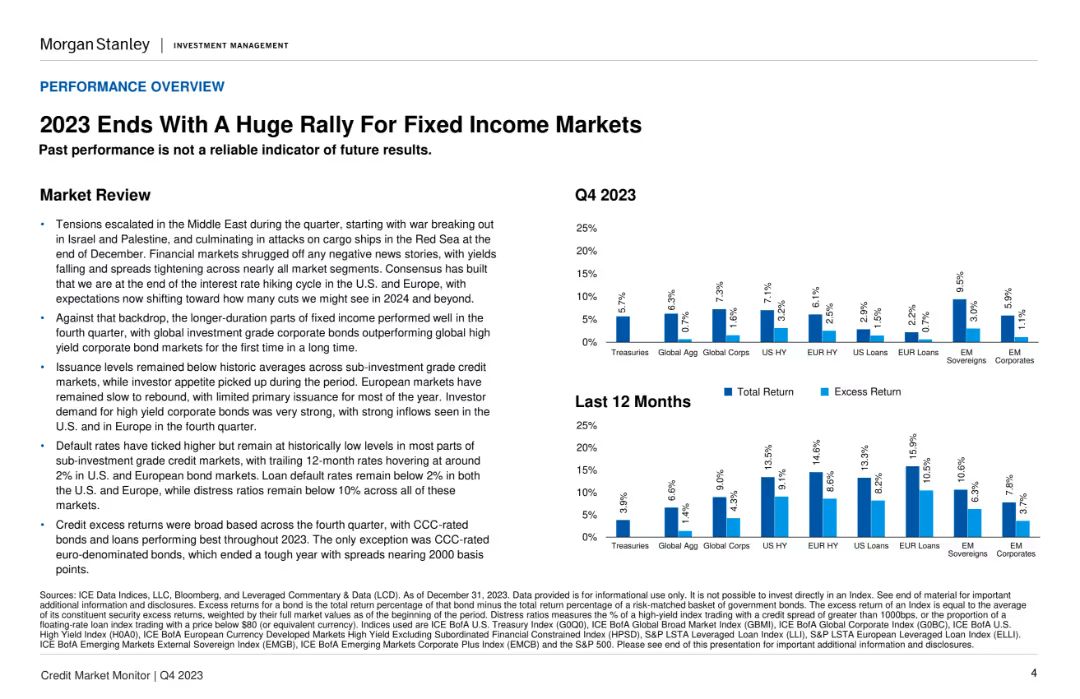 Morgan Stanley | INVESTMENT MANAGEMENT
PERFORMANCE OVERVIEW
2023 Ends With A Huge Rally For Fixed Income Markets
Past performance is not a reliable indicator of future results.
Market Review
• Tensions escalated in the Middle East during the quarter, starting with war breaking out
in Israel and Palestine, and culminating in attacks on cargo ships in the Red Sea at the
end of December. Financial markets shrugged off any negative news stories, with yields
falling and spreads tightening across nearly all market segments. Consensus has built
that we are at the end of the interest rate hiking cycle in the U.S. and Europe, with
expectations now shifting toward how many cuts we might see in 2024 and beyond.
• Against that backdrop, the longer-duration parts of fixed income performed well in the
fourth quarter, with global investment grade corporate bonds outperforming global high
yield corporate bond markets for the first time in a long time.
• Issuance levels remained below historic averages across sub-investment grade credit
markets, while investor appetite picked up during the period. European markets have
remained slow to rebound, with limited primary issuance for most of the year. Investor
demand for high yield corporate bonds was very strong, with strong inflows seen in the
U.S. and in Europe in the fourth quarter.
• Default rates have ticked higher but remain at historically low levels in most parts of
sub-investment grade credit markets, with trailing 12-month rates hovering at around
2% in U.S. and European bond markets. Loan default rates remain below 2% in both
the U.S. and Europe, while distress ratios remain below 10% across all of these
markets.
• Credit excess returns were broad based across the fourth quarter, with CCC-rated
bonds and loans performing best throughout 2023. The only exception was CCC-rated
euro-denominated bonds, which ended a tough year with spreads nearing 2000 basis
points.
Q4 2023
25%
20%
15%
10%
5%
0%
5.7%
6.3%
0.7%
7.3%
1.6%
7.1%
3.2%
6.1%
2.5%
2.9%
1.5%
2.2%
0.7%
9.5%
3.0%
5.9%
1.1%
Treasuries Global Agg Global Corps US HY EUR HY US Loans EUR Loans EM EM
Sovereigns Corporates
Total Return Excess Return
Last 12 Months
25%
20%
15%
10%
5%
0%
3.9%
6.6%
1.4%
9.0%
4.3%
13.5%
9.1%
14.6%
8.6%
13.3%
8.2%
15.9%
10.5%
10.6%
6.3%
7.8%
3.7%
Treasuries Global Agg Global Corps US HY EUR HY US Loans EUR Loans EM EM
Sovereigns Corporates
Sources: ICE Data Indices, LLC, Bloomberg, and Leveraged Commentary & Data (LCD). As of December 31, 2023. Data provided is for informational use only. It is not possible to invest directly in an Index. See end of material for important
additional information and disclosures. Excess returns for a bond is the total return percentage of that bond minus the total return percentage of a risk-matched basket of government bonds. The excess return of an Index is equal to the average
of its constituent security excess returns, weighted by their full market values as of the beginning of the period. Distress ratios measures the % of a high-yield index trading with a credit spread of greater than 1000bps, or the proportion of a
floating-rate loan index trading with a price below $80 (or equivalent currency). Indices used are: ICE BofA U.S. Treasury Index (G0Q0), ICE BofA Global Broad Market Index (GBMI), ICE BofA Global Corporate Index (G0BC), ICE BofA U.S.
High Yield Index (H0A0), ICE BofA European Currency Developed Markets High Yield Excluding Subordinated Financial Constrained Index (HPSD), S&P LSTA Leveraged Loan Index (LLI), S&P LSTA European Leveraged Loan Index (ELLI).
ICE BofA Emerging Markets External Sovereign Index (EMGB), ICE BofA Emerging Markets Corporate Plus Index (EMCB) and the S&P 500. Please see end of this presentation for important additional information and disclosures.
Credit Market Monitor | Q4 2023
4